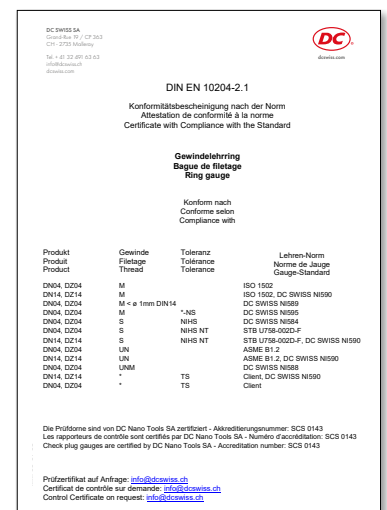 DC SWISS SA
Grand-Rue 19 / CP 363
CH - 2735 Malleray
Tél. + 41 32 491 63 63
info@dcswiss.ch
dcswiss.com
DC
dcswiss.com
DIN EN 10204-2.1
Konformitätsbescheinigung nach der Norm
Attestation de conformité à la norme
Certificate with Compliance with the Standard
Gewindelehrring
Bague de filetage
Ring gauge
Konform nach
Conforme selon
Compliance with
Produkt Gewinde Toleranz Lehren-Norm
Produit Filetage Tolérance Norme de Jauge
Product Thread Tolerance Gauge-Standard
DN04, DZ04 M ISO 1502
DN14, DZ14 M ISO 1502, DC SWISS NI590
DN04, DZ04 M < ø 1mm DIN14 DC SWISS NI589
DN04, DZ04 M *-NS DC SWISS NI595
DN04, DZ04 S NIHS DC SWISS NI584
DN04, DZ04 S NIHS NT STB U758-002D-F
DN14, DZ14 S NIHS NT STB U758-002D-F, DC SWISS NI590
DN04, DZ04 UN ASME B1.2
DN14, DZ14 UN ASME B1.2, DC SWISS NI590
DN04, DZ04 UNM DC SWISS NI588
DN14, DZ14 * TS Client, DC SWISS NI590
DN04, DZ04 * TS Client
Die Prüfdorne sind von DC Nano Tools SA zertifiziert - Akkreditierungsnummer: SCS 0143
Les rapporteurs de contrôle sont certifiés par DC Nano Tools SA - Numéro d'accréditation: SCS 0143
Check plug gauges are certified by DC Nano Tools SA - Accreditation number: SCS 0143
Prüfzertifikat auf Anfrage: info@dcswiss.ch
Certificat de contrôle sur demande: info@dcswiss.ch
Control Certificate on request: info@dcswiss.ch